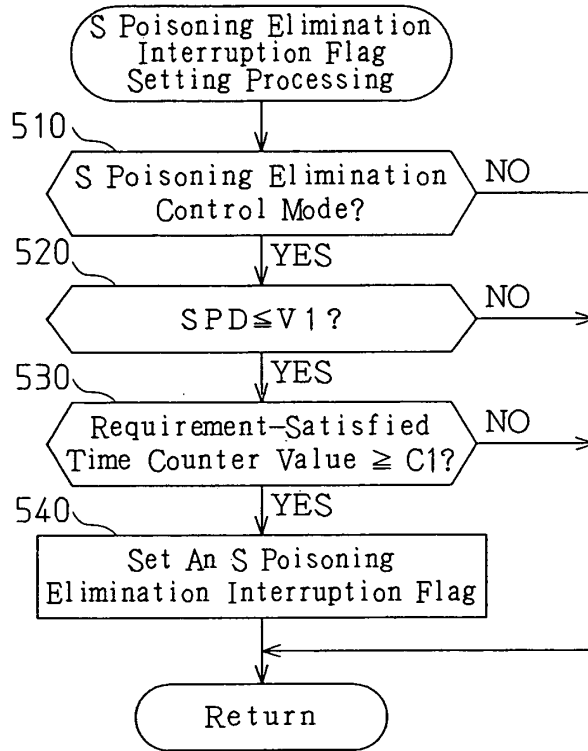 S Poisoning Elimination
Interruption Flag
Setting Processing
510
S Poisoning Elimination
Control Mode?
NO
YES
520
SPD≦V1?
NO
YES
530
Requirement-Satisfied
Time Counter Value ≧ C1?
NO
YES
540
Set An S Poisoning
Elimination Interruption Flag
Return